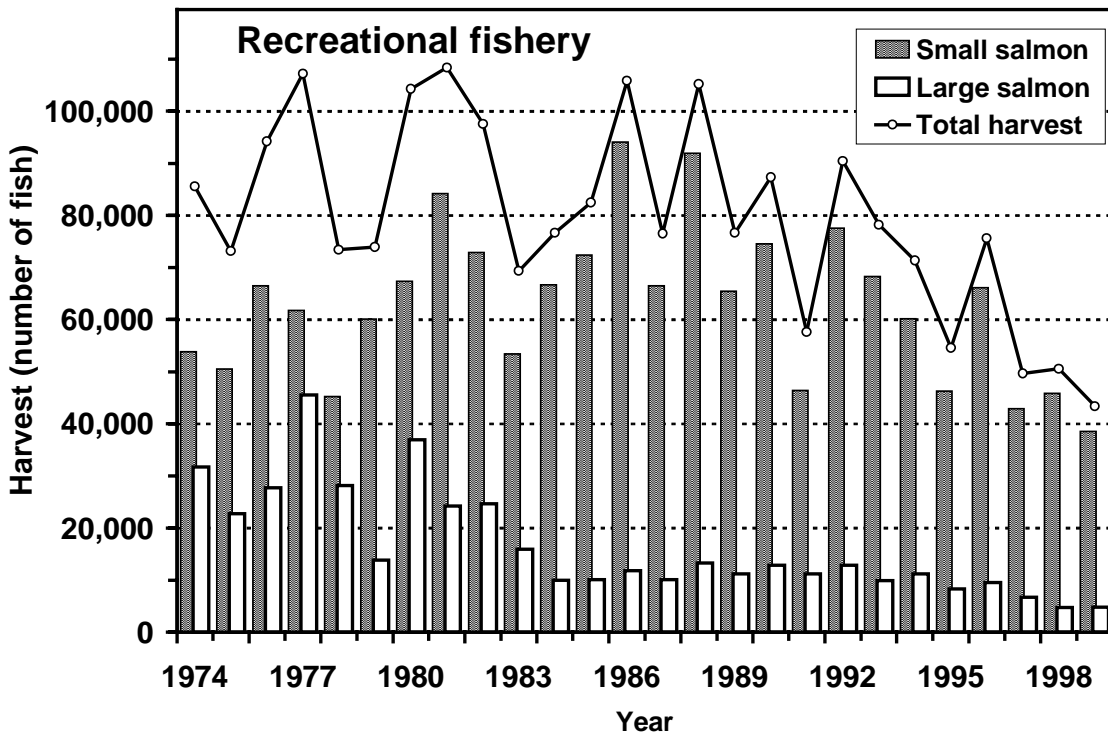 Recreational fishery
Small salmon
Large salmon
Total harvest
Harvest (number of fish)
100,000
80,000
60,000
40,000
20,000
0
1974 1977 1980 1983 1986 1989 1992 1995 1998
Year